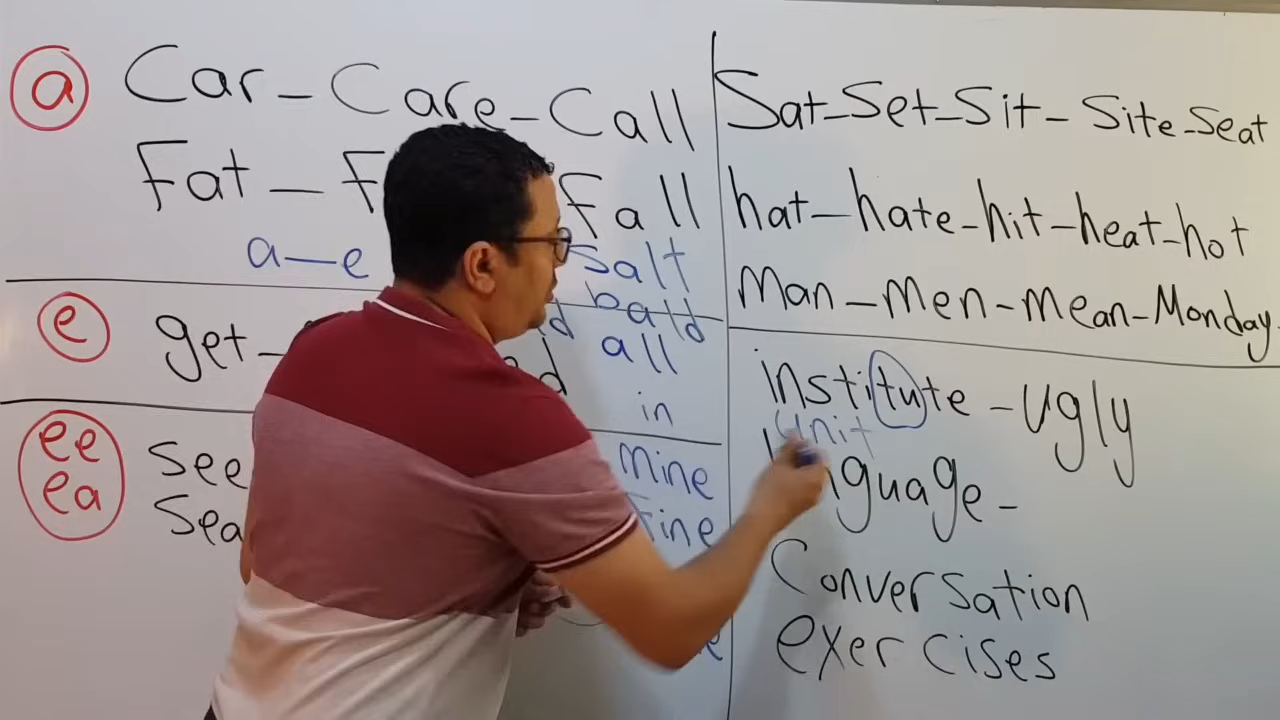 a Car - Care - Call
Fat - Fall
a—e salt
bald
all
e get -
in
ee see
ea sea
mine
Fine
Sat - Set - Sit - Site - Seat
hat - hate - hit - heat - hot
Man - men - mean - Monday
institute - Ugly
Unit
Conversation
exercises